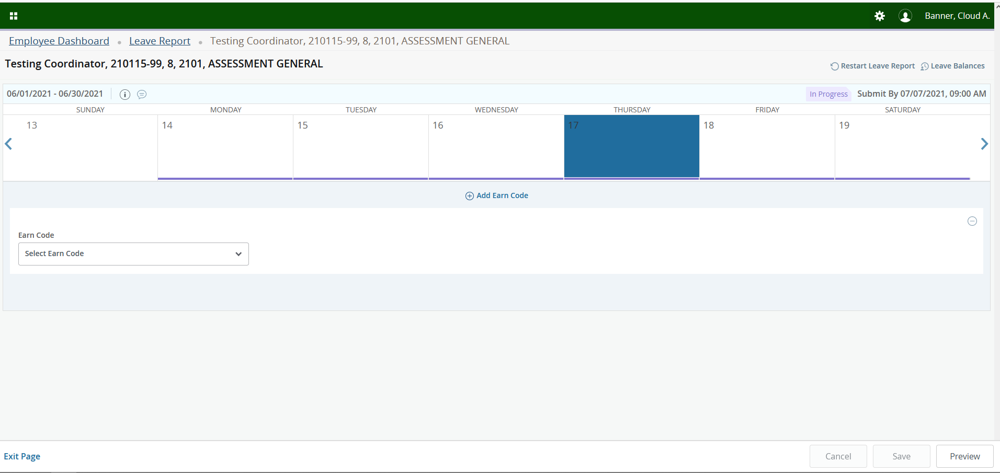 Banner, Cloud A.
Employee Dashboard • Leave Report • Testing Coordinator, 210115-99, 8, 2101, ASSESSMENT GENERAL
Testing Coordinator, 210115-99, 8, 2101, ASSESSMENT GENERAL
Restart Leave Report Leave Balances
06/01/2021 - 06/30/2021 In Progress Submit By 07/07/2021, 09:00 AM
SUNDAY MONDAY TUESDAY WEDNESDAY THURSDAY FRIDAY SATURDAY
13 14 15 16 17 18 19
Add Earn Code
Earn Code
Select Earn Code
Exit Page Cancel Save Preview